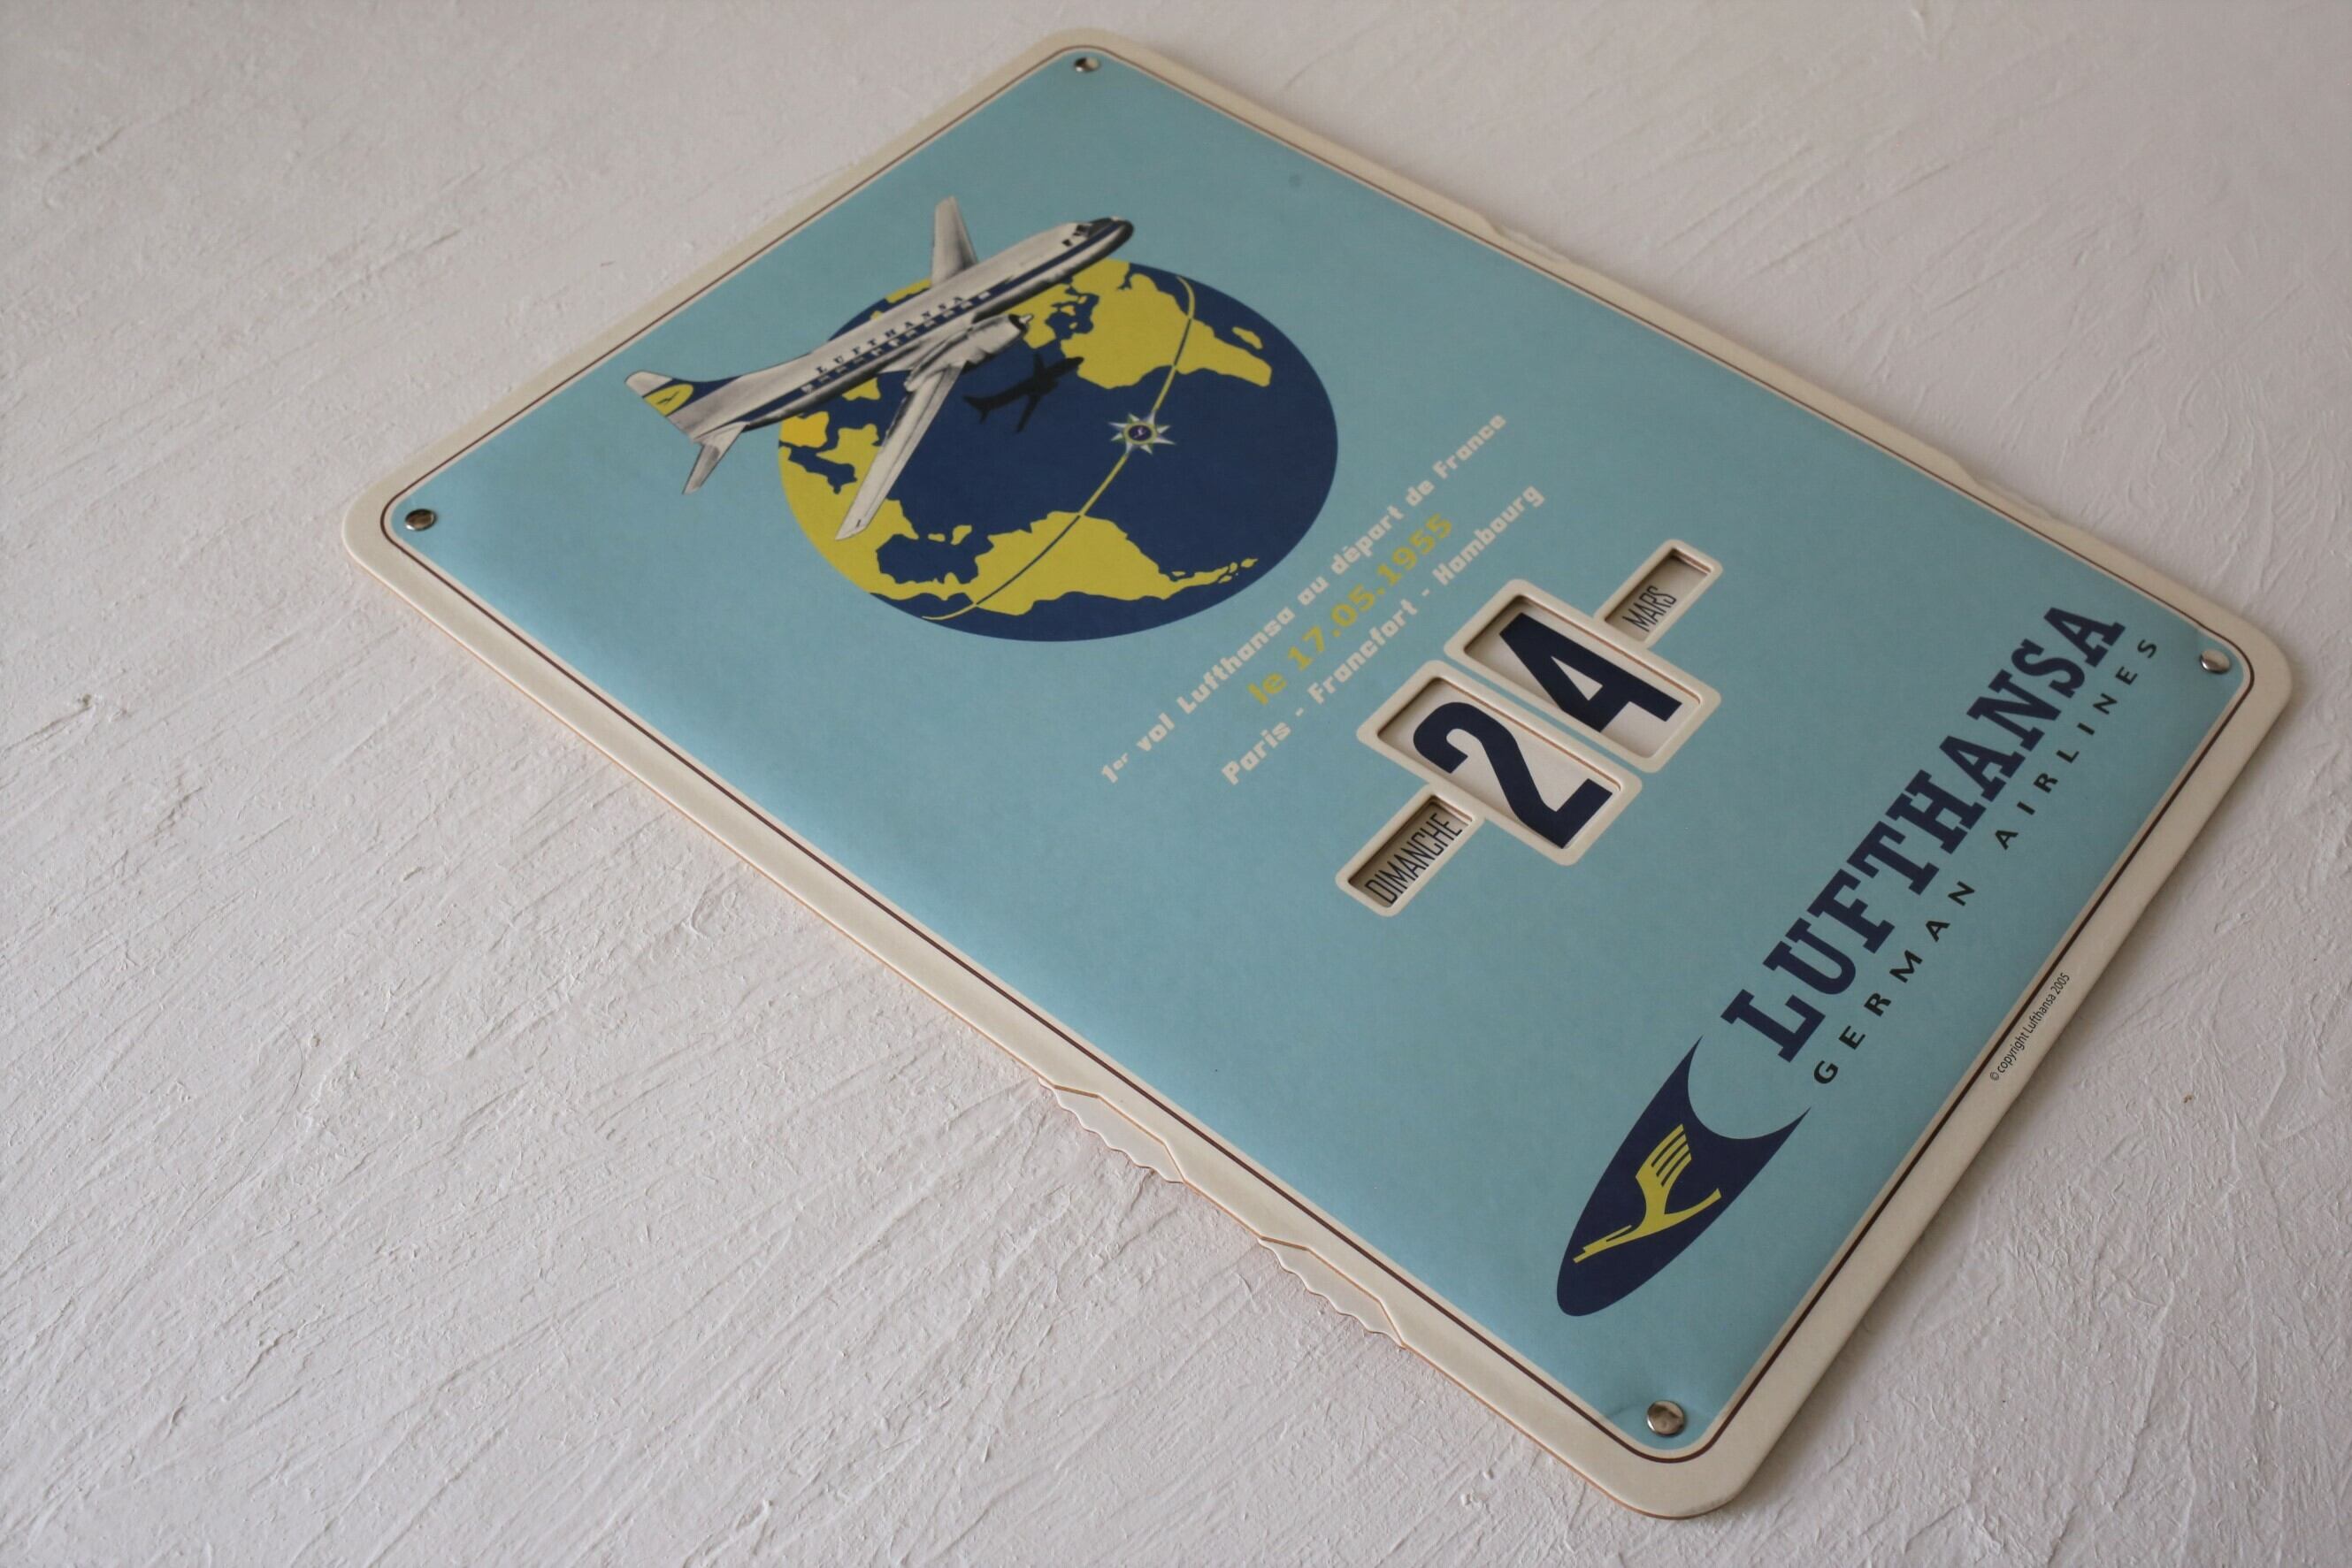 LUFTHANSA
1er vol Lufthansa au départ de France
le 17.05.1955
Paris - Francfort - Hambourg
DIMANCHE
24
MARS
LUFTHANSA
GERMAN AIRLINES
© copyright Lufthansa 2005